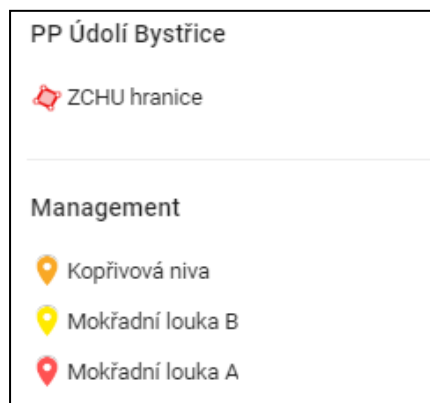 PP Údolí Bystřice
ZCHU hranice
Management
Kopřivová niva
Mokřadní louka B
Mokřadní louka A